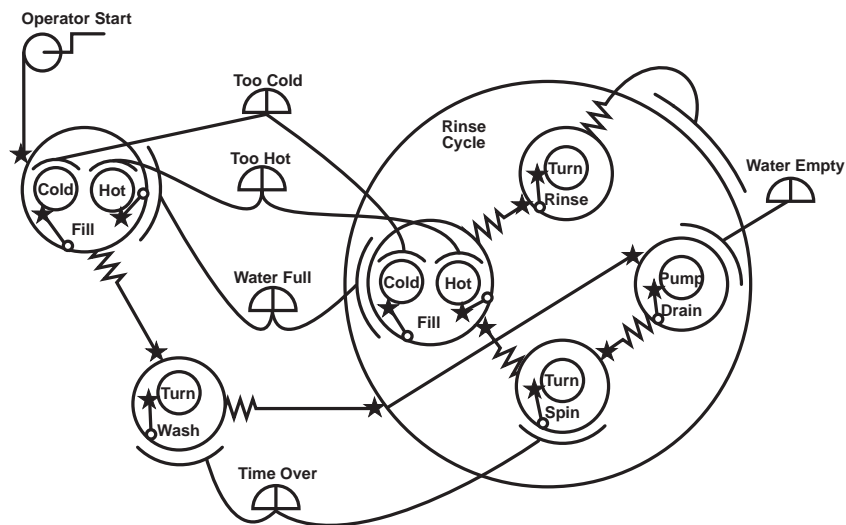 Operator Start
Too Cold
Rinse
Cycle
Too Hot
Turn
Water Empty
Cold
Hot
Rinse
Fill
Water Full
Cold
Hot
Pump
Drain
Fill
Turn
Turn
Spin
Wash
Time Over